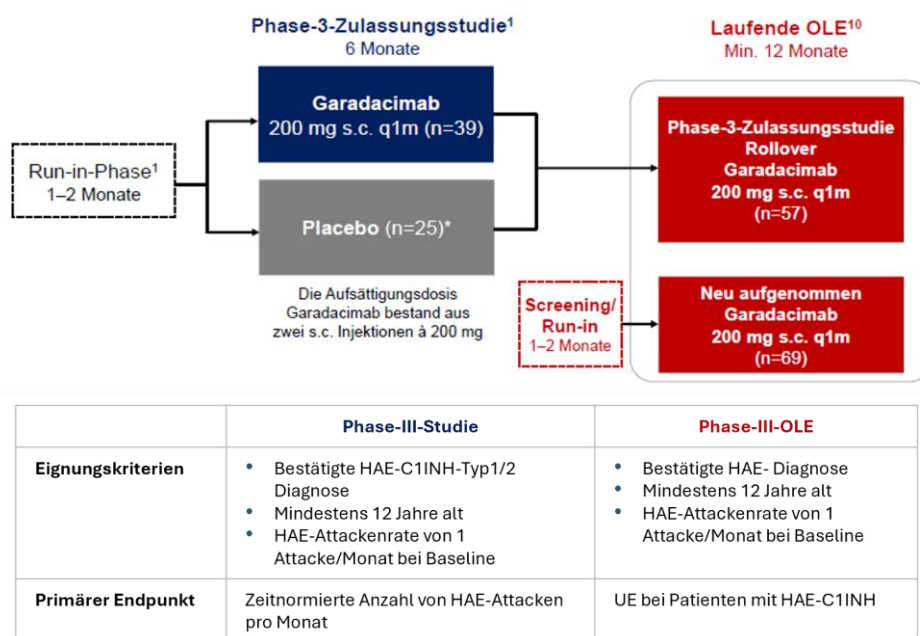 Phase-3-Zulassungsstudie¹
6 Monate
Laufende OLE¹⁰
Min. 12 Monate
Run-in-Phase¹
1–2 Monate
Garadacimab
200 mg s.c. q1m (n=39)
Placebo (n=25)*
Die Aufsättigungsdosis
Garadacimab bestand aus
zwei s.c. Injektionen à 200 mg
Phase-3-Zulassungsstudie
Rollover
Garadacimab
200 mg s.c. q1m
(n=57)
Screening/
Run-in
1–2 Monate
Neu aufgenommen
Garadacimab
200 mg s.c. q1m
(n=69)
Phase-III-Studie
Phase-III-OLE
Eignungskriterien
• Bestätigte HAE-C1INH-Typ1/2
Diagnose
• Mindestens 12 Jahre alt
• HAE-Attackenrate von 1
Attacke/Monat bei Baseline
• Bestätigte HAE- Diagnose
• Mindestens 12 Jahre alt
• HAE-Attackenrate von 1
Attacke/Monat bei Baseline
Primärer Endpunkt
Zeitnormierte Anzahl von HAE-Attacken
pro Monat
UE bei Patienten mit HAE-C1INH